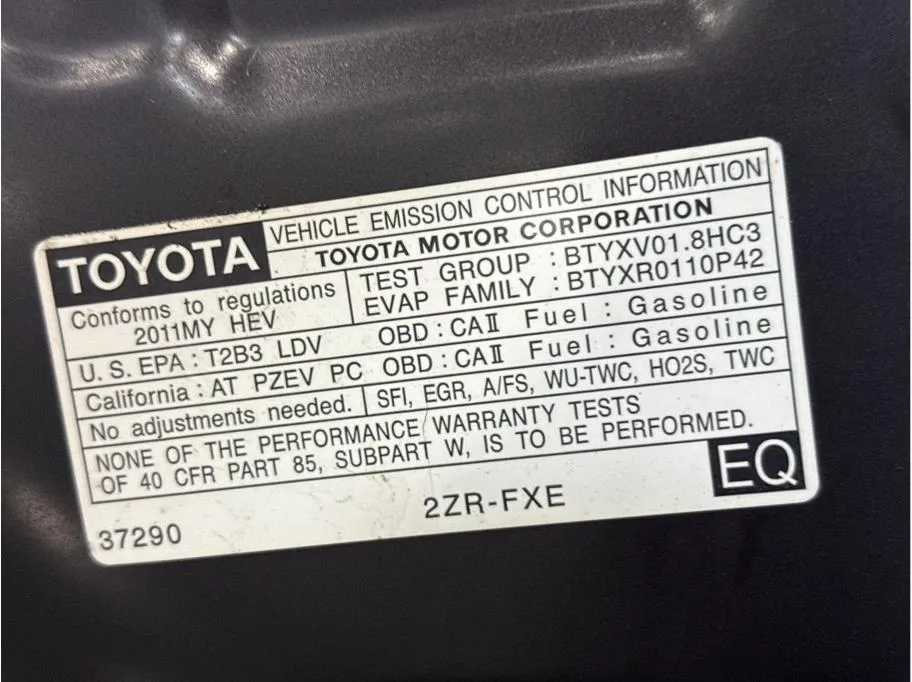 TOYOTA
VEHICLE EMISSION CONTROL INFORMATION
TOYOTA MOTOR CORPORATION
Conforms to regulations
2011MY HEV
TEST GROUP : BTYXV01.8HC3
EVAP FAMILY : BTYXR0110P42
U.S. EPA : T2B3 LDV OBD : CAII Fuel : Gasoline
California : AT PZEV PC OBD : CAII Fuel : Gasoline
No adjustments needed. SFI, EGR, A/FS, WU-TWC, HO2S, TWC
NONE OF THE PERFORMANCE WARRANTY TESTS
OF 40 CFR PART 85, SUBPART W, IS TO BE PERFORMED.
37290 2ZR-FXE EQ